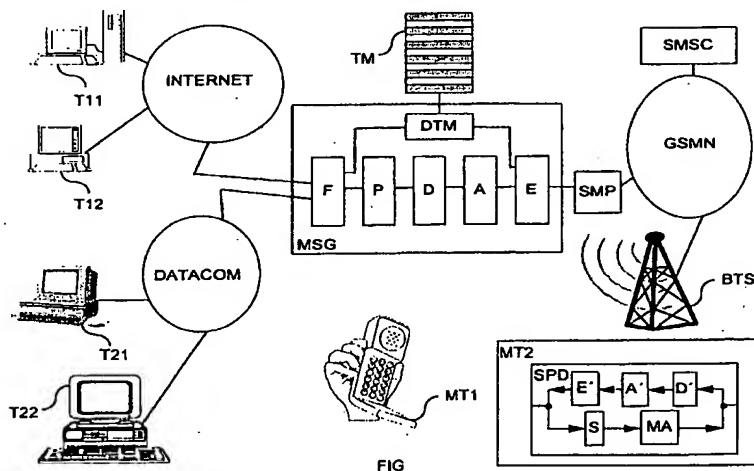 T11
INTERNET
T12
TM
DTM
F
P
D
A
E
MSG
SMP
SMSC
GSMN
BTS
DATACOM
T21
T22
MT1
MT2
SPD
E´
A´
D´
S
MA
FIG